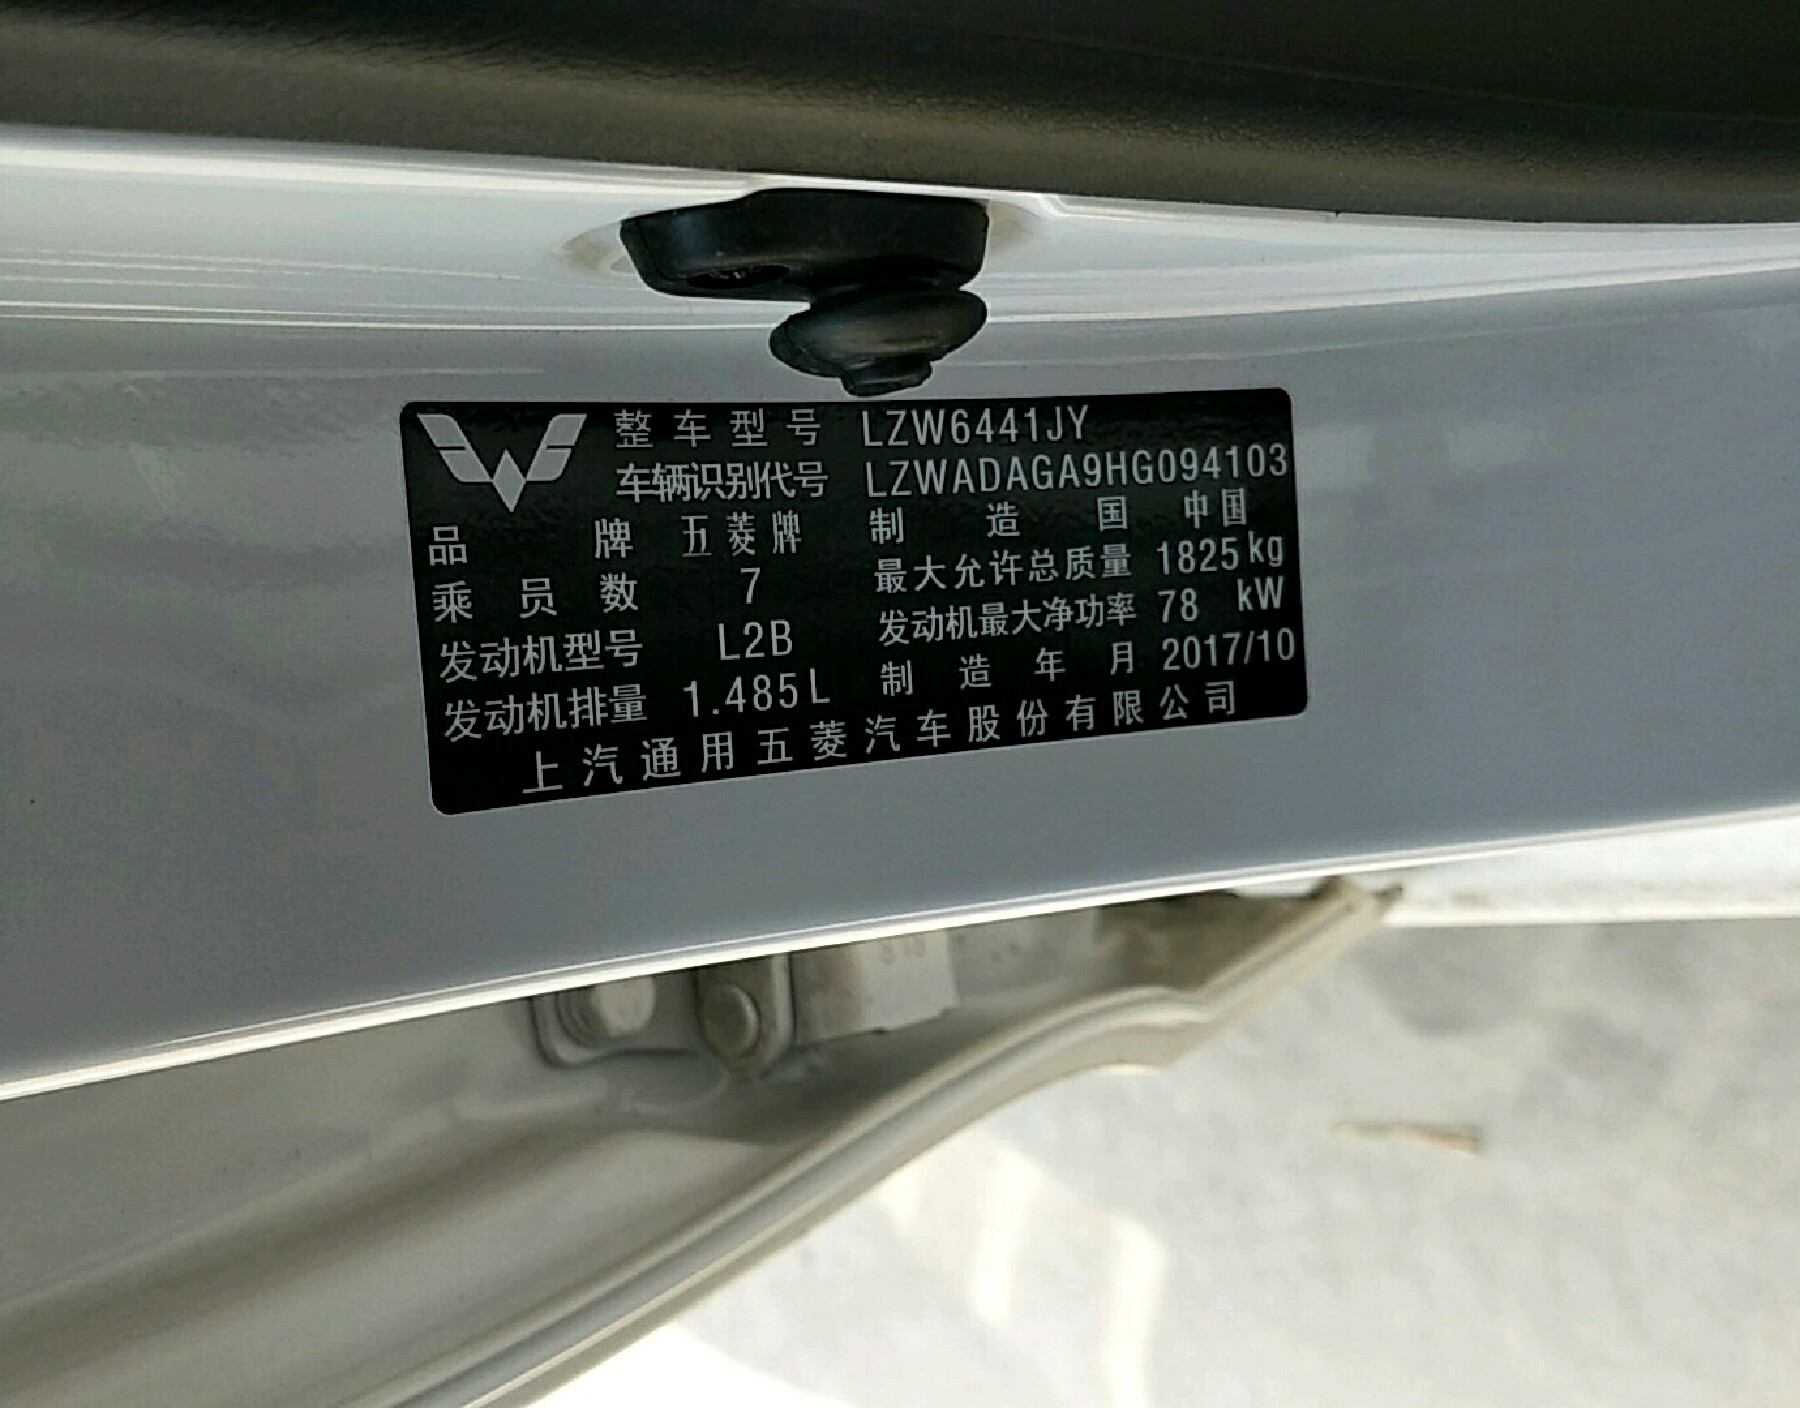 整车型号 LZW6441JY
车辆识别代号 LZWADAGA9HG094103
品牌 五菱牌 制造国 中国
乘员数 7 最大允许总质量 1825kg
发动机型号 L2B 发动机最大净功率 78 kW
发动机排量 1.485L 制造年月 2017/10
上汽通用五菱汽车股份有限公司